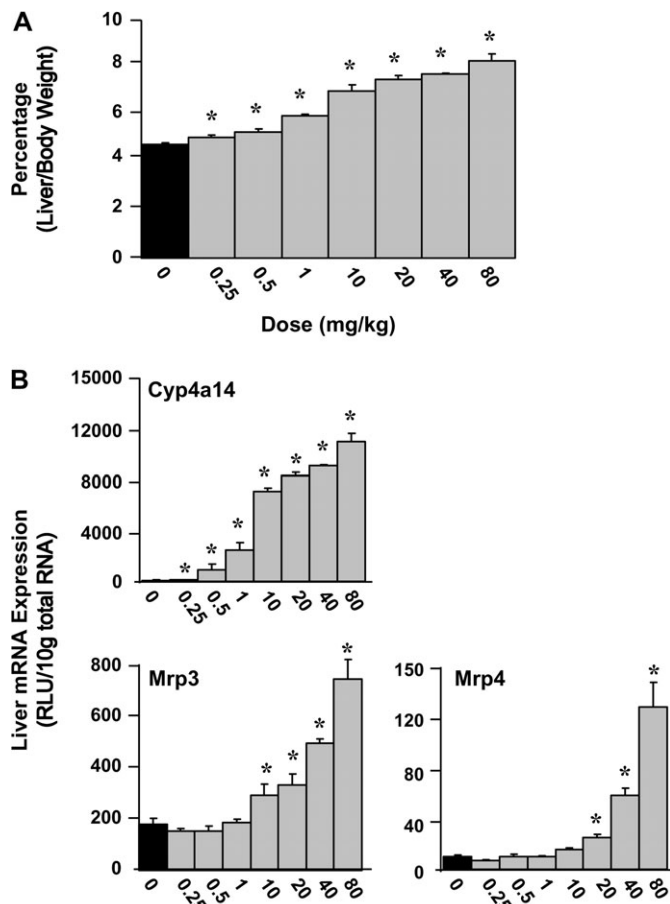 A
Percentage
(Liver/Body Weight)
10
8
6
4
2
0
* * * * * * *
0 0.25 0.5 1 10 20 40 80
Dose (mg/kg)
B
Liver mRNA Expression
(RLU/10g total RNA)
Cyp4a14
15000
12000
9000
4000
0
* * * * * * *
0 0.25 0.5 1 10 20 40 80
Mrp3
800
600
400
200
0
* * * *
0 0.25 0.5 1 10 20 40 80
Mrp4
150
120
80
40
0
* * *
0 0.25 0.5 1 10 20 40 80